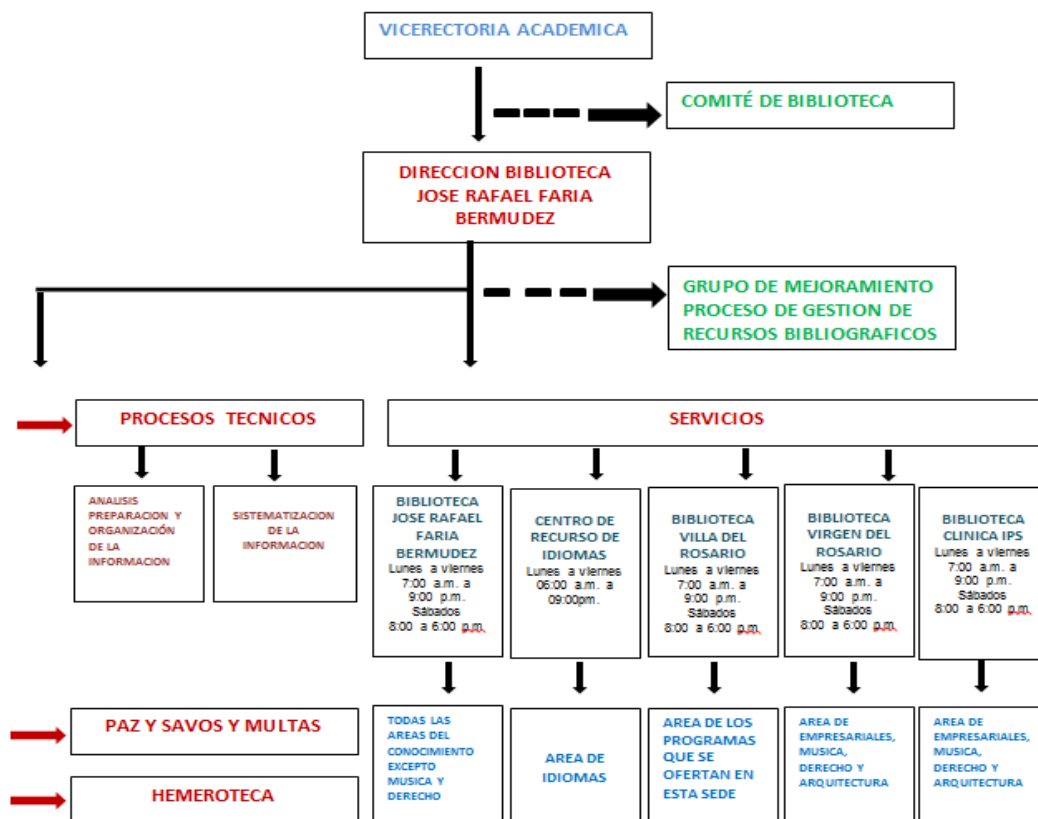 VICERECTORIA ACADEMICA
COMITÉ DE BIBLIOTECA
DIRECCION BIBLIOTECA
JOSE RAFAEL FARIA
BERMUDEZ
GRUPO DE MEJORAMIENTO
PROCESO DE GESTION DE
RECURSOS BIBLIOGRAFICOS
PROCESOS TECNICOS
SERVICIOS
ANALISIS
PREPARACION Y
ORGANIZACIÓN
DE LA
INFORMACION
SISTEMATIZACION
DE LA
INFORMACION
BIBLIOTECA
JOSE RAFAEL
FARIA
BERMUDEZ
Lunes a viernes
7:00 a.m. a
9:00 p.m.
Sábados
8:00 a 6:00 p.m.
CENTRO DE
RECURSO DE
IDIOMAS
Lunes a viernes
06:00 a.m. a
09:00pm.
BIBLIOTECA
VILLA DEL
ROSARIO
Lunes a viernes
7:00 a.m. a
9:00 p.m.
Sábados
8:00 a 6:00 p.m.
BIBLIOTECA
VIRGEN DEL
ROSARIO
Lunes a viernes
7:00 a.m. a
9:00 p.m.
Sábados
8:00 a 6:00 p.m.
BIBLIOTECA
CLINICA IPS
Lunes a viernes
7:00 a.m. a
9:00 p.m.
Sábados
8:00 a 6:00 p.m.
PAZ Y SAVOS Y MULTAS
HEMEROTECA
TODAS LAS
AREAS DEL
CONOCIMIENTO
EXCEPTO
MUSICA Y
DERECHO
AREA DE
IDIOMAS
AREA DE LOS
PROGRAMAS
QUE SE
OFERTAN EN
ESTA SEDE
AREA DE
EMPRESARIALES,
MUSICA,
DERECHO Y
ARQUITECTURA
AREA DE
EMPRESARIALES,
MUSICA,
DERECHO Y
ARQUITECTURA